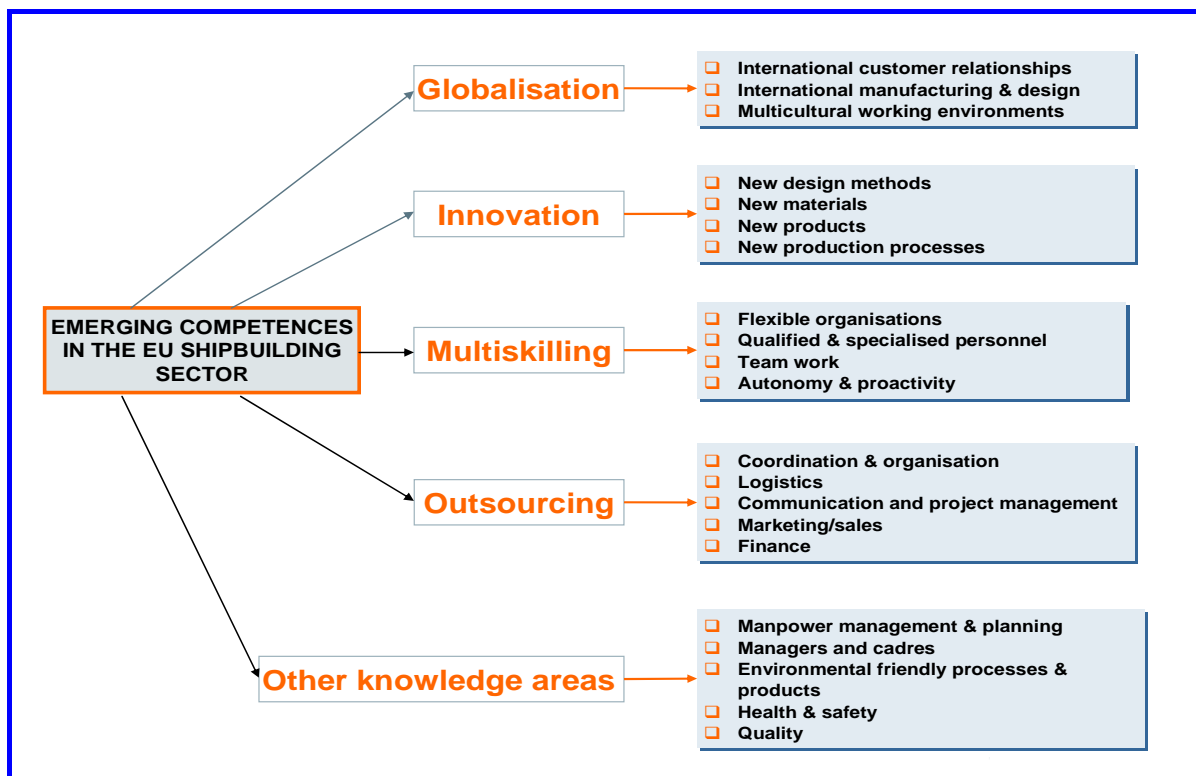 Globalisation
❑ International customer relationships
❑ International manufacturing & design
❑ Multicultural working environments
Innovation
❑ New design methods
❑ New materials
❑ New products
❑ New production processes
EMERGING COMPETENCES
IN THE EU SHIPBUILDING
SECTOR
Multiskilling
❑ Flexible organisations
❑ Qualified & specialised personnel
❑ Team work
❑ Autonomy & proactivity
Outsourcing
❑ Coordination & organisation
❑ Logistics
❑ Communication and project management
❑ Marketing/sales
❑ Finance
Other knowledge areas
❑ Manpower management & planning
❑ Managers and cadres
❑ Environmental friendly processes &
products
❑ Health & safety
❑ Quality